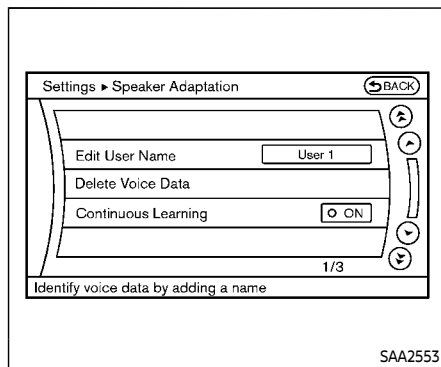 Settings ▸ Speaker Adaptation
BACK
Edit User Name
User 1
Delete Voice Data
Continuous Learning
ON
1/3
Identify voice data by adding a name
SAA2553